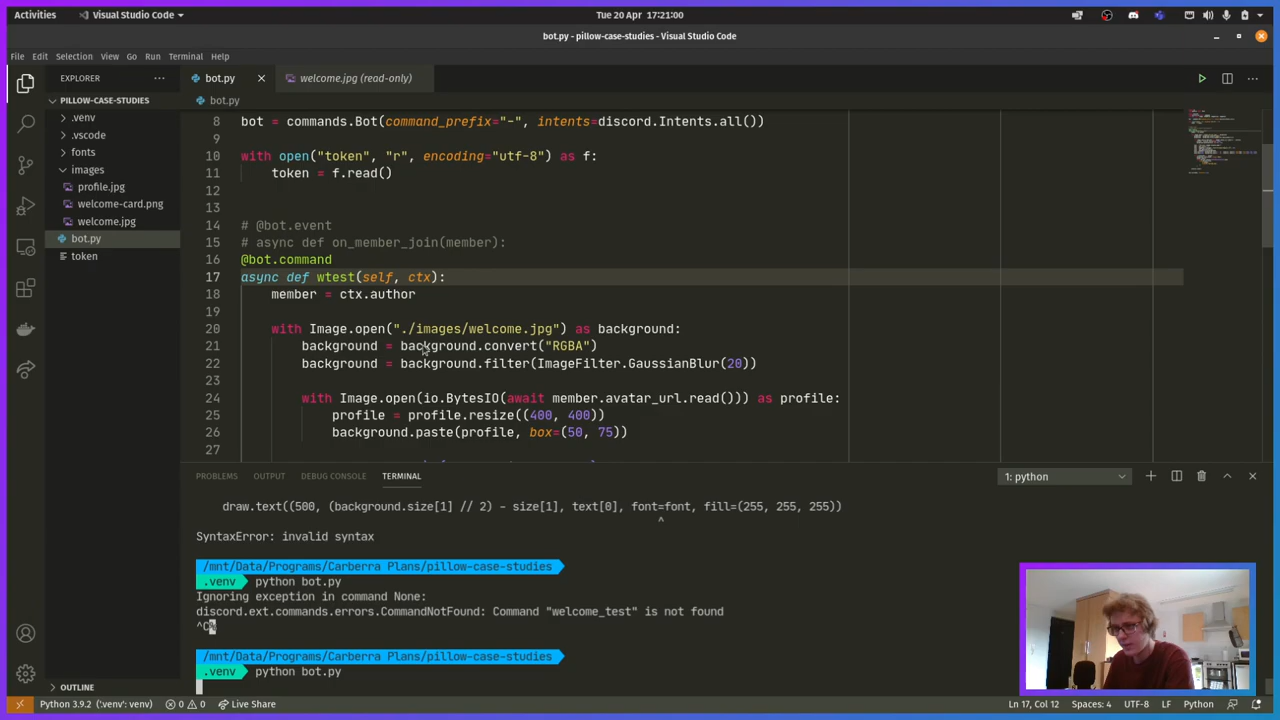 Activities
Visual Studio Code
Tue 20 Apr 17:21:00
bot.py - pillow-case-studies - Visual Studio Code
File Edit Selection View Go Run Terminal Help
EXPLORER
bot.py
welcome.jpg (read-only)
PILLOW-CASE-STUDIES
bot.py
.venv
.vscode
fonts
images
profile.jpg
welcome-card.png
welcome.jpg
bot.py
token
8 bot = commands.Bot(command_prefix="-", intents=discord.Intents.all())
9
10 with open("token", "r", encoding="utf-8") as f:
11 token = f.read()
12
13
14 # @bot.event
15 # async def on_member_join(member):
16 @bot.command
17 async def wtest(self, ctx):
18 member = ctx.author
19
20 with Image.open("./images/welcome.jpg") as background:
21 background = background.convert("RGBA")
22 background = background.filter(ImageFilter.GaussianBlur(20))
23
24 with Image.open(io.BytesIO(await member.avatar_url.read())) as profile:
25 profile = profile.resize((400, 400))
26 background.paste(profile, box=(50, 75))
27
PROBLEMS OUTPUT DEBUG CONSOLE TERMINAL
1: python
draw.text((500, (background.size[1] // 2) - size[1], text[0], font=font, fill=(255, 255, 255))
^
SyntaxError: invalid syntax
/mnt/Data/Programs/Carberra Plans/pillow-case-studies
.venv python bot.py
Ignoring exception in command None:
discord.ext.commands.errors.CommandNotFound: Command "welcome_test" is not found
^C%
/mnt/Data/Programs/Carberra Plans/pillow-case-studies
.venv python bot.py
OUTLINE
Python 3.9.2 ('.venv': venv)
0 0
Live Share
Ln 17, Col 12
Spaces: 4
UTF-8
LF
Python